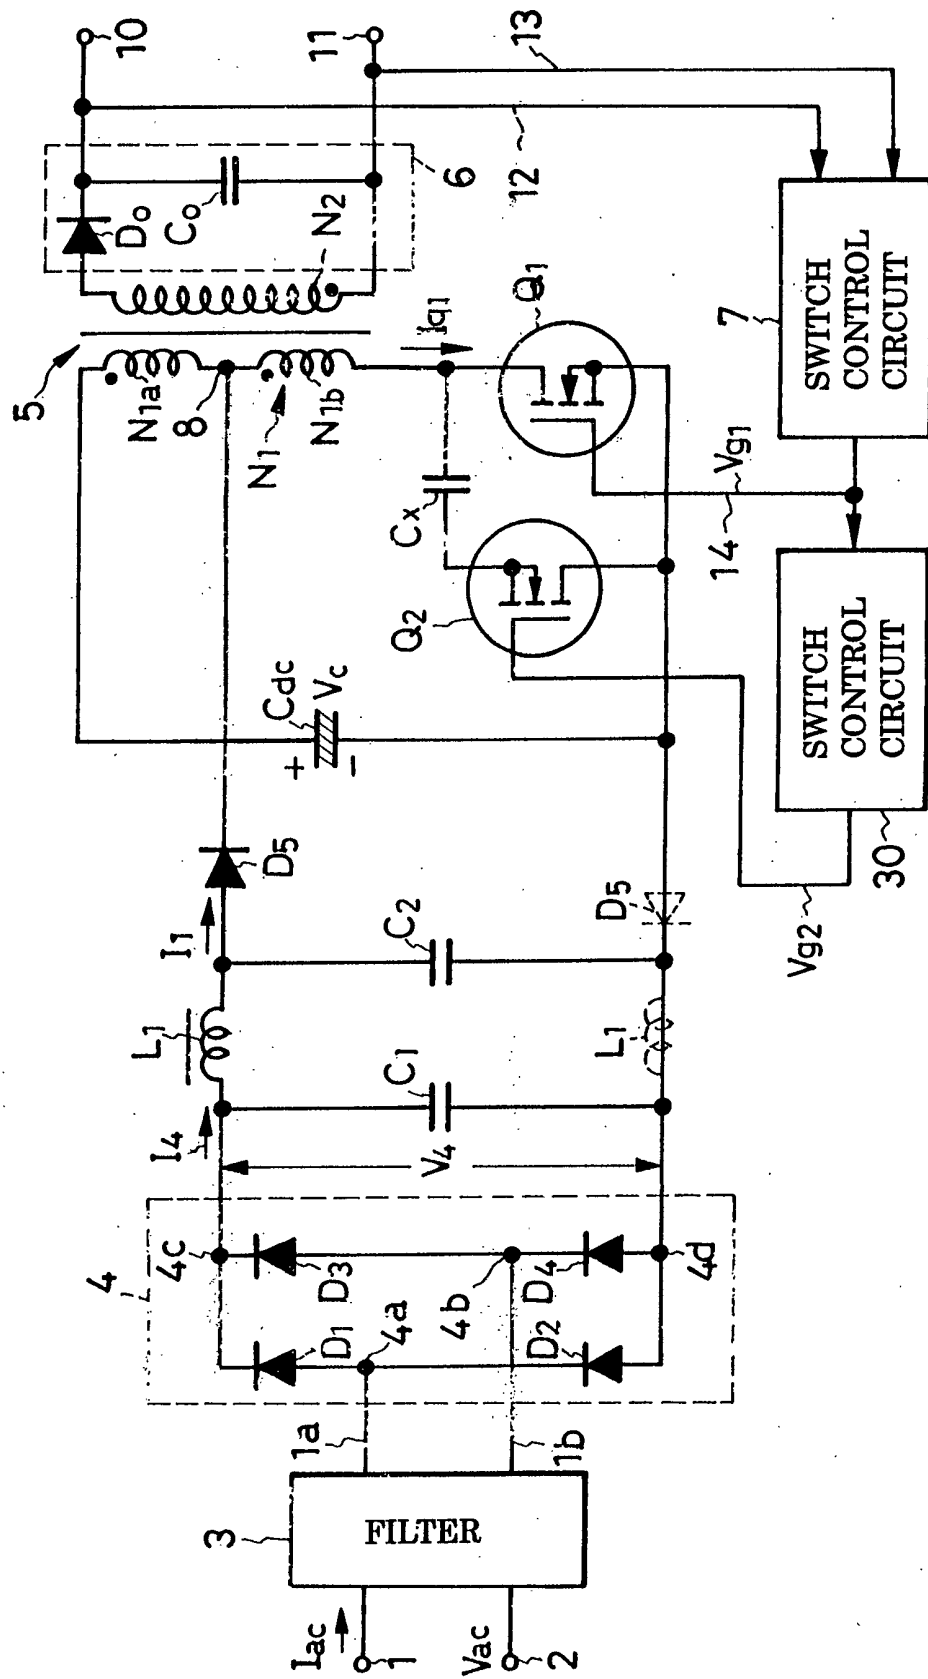 Iac
1
Vac
2
3
FILTER
1a
1b
4
4c
D1
D3
4a
4b
D2
D4
4d
I4
V4
L1
C1
L1
I1
C2
D5
D5
Cdc
+
Vc
-
5
N1a
8
N1
N1b
iq1
Cx
Q2
Q1
N2
Do
Co
6
10
11
12
13
14
Vg1
7
SWITCH
CONTROL
CIRCUIT
SWITCH
CONTROL
CIRCUIT
30
Vg2